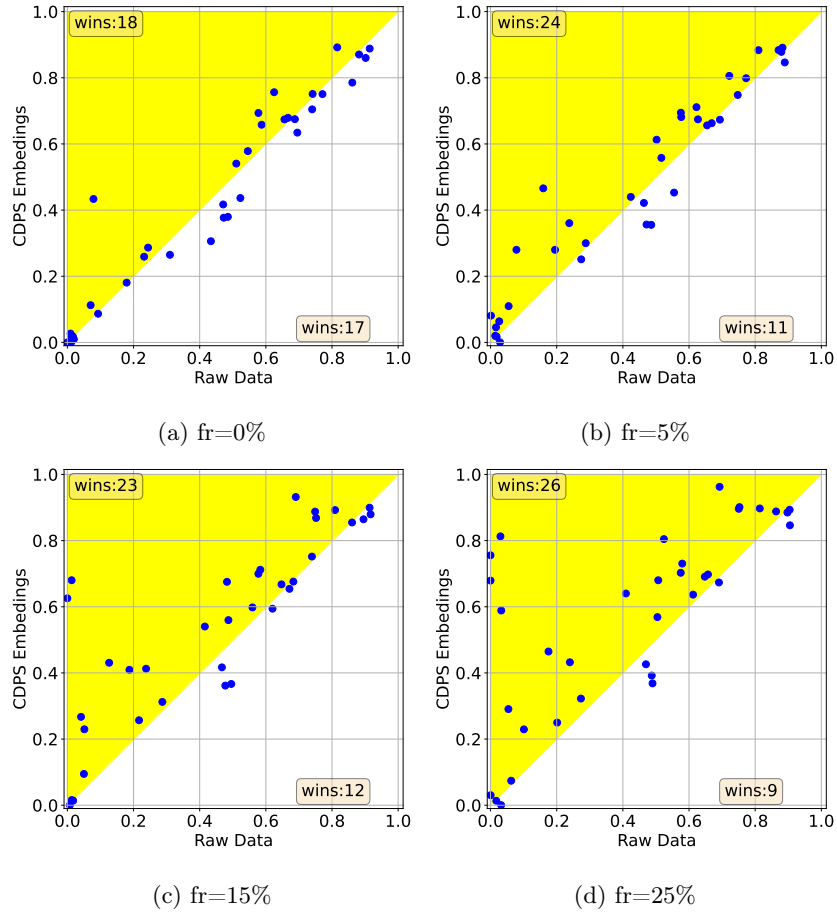 wins:18
1.0
0.8
0.6
0.4
0.2
0.0
CDPS Embedings
wins:17
0.0 0.2 0.4 0.6 0.8 1.0
Raw Data
(a) fr=0%
wins:24
1.0
0.8
0.6
0.4
0.2
0.0
CDPS Embedings
wins:11
0.0 0.2 0.4 0.6 0.8 1.0
Raw Data
(b) fr=5%
wins:23
1.0
0.8
0.6
0.4
0.2
0.0
CDPS Embedings
wins:12
0.0 0.2 0.4 0.6 0.8 1.0
Raw Data
(c) fr=15%
wins:26
1.0
0.8
0.6
0.4
0.2
0.0
CDPS Embedings
wins:9
0.0 0.2 0.4 0.6 0.8 1.0
Raw Data
(d) fr=25%